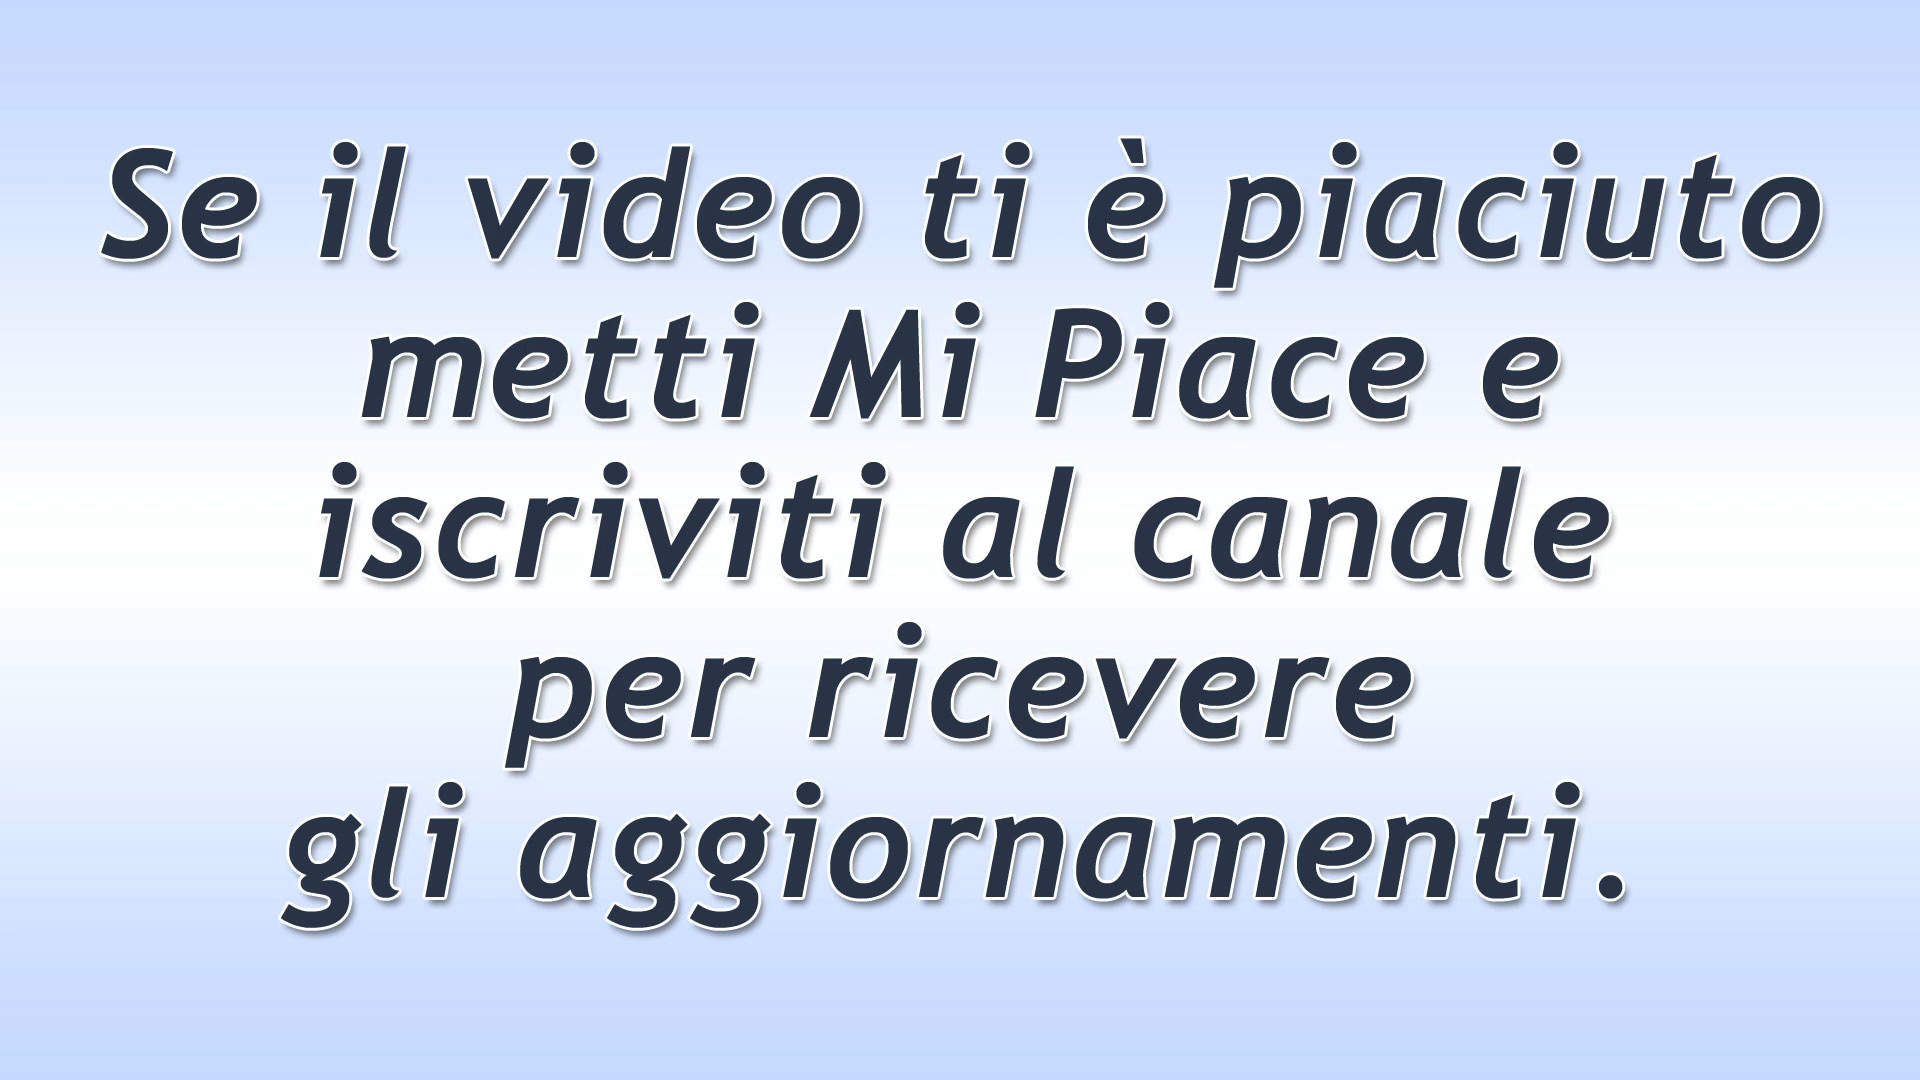 Se il video ti è piaciuto
metti Mi Piace e
iscriviti al canale
per ricevere
gli aggiornamenti.